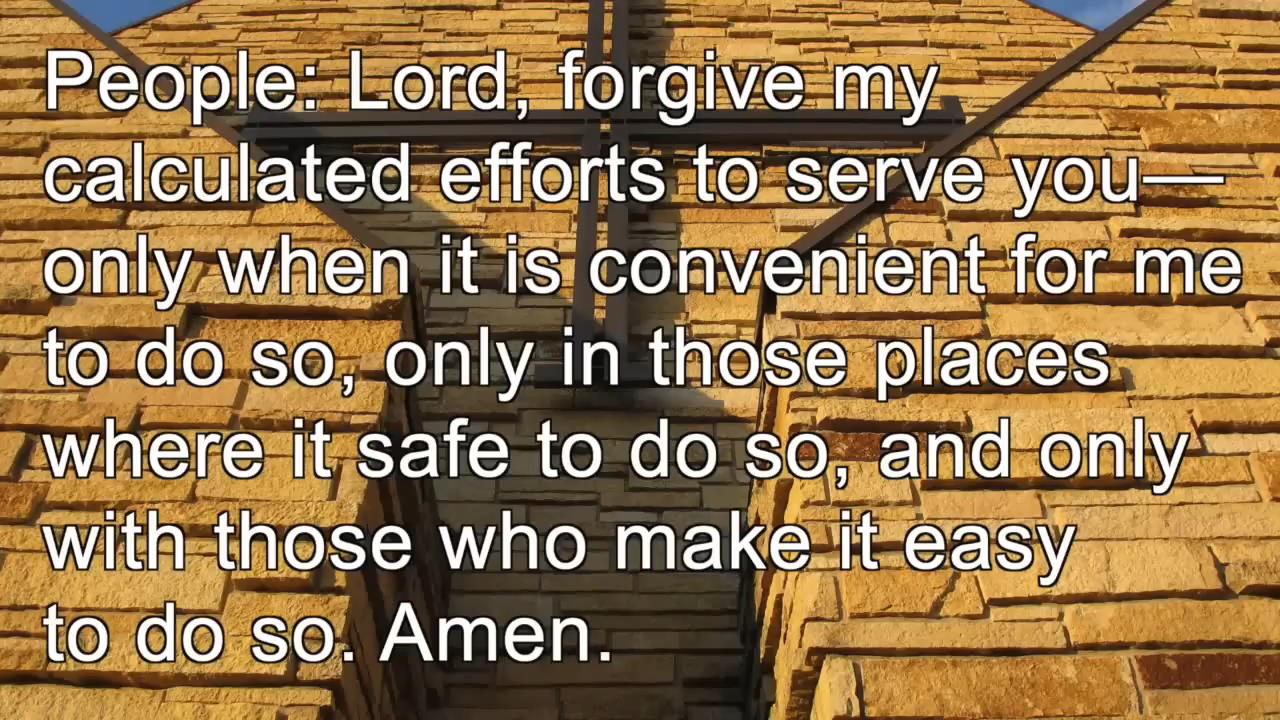 People: Lord, forgive my
calculated efforts to serve you—
only when it is convenient for me
to do so, only in those places
where it safe to do so, and only
with those who make it easy
to do so. Amen.